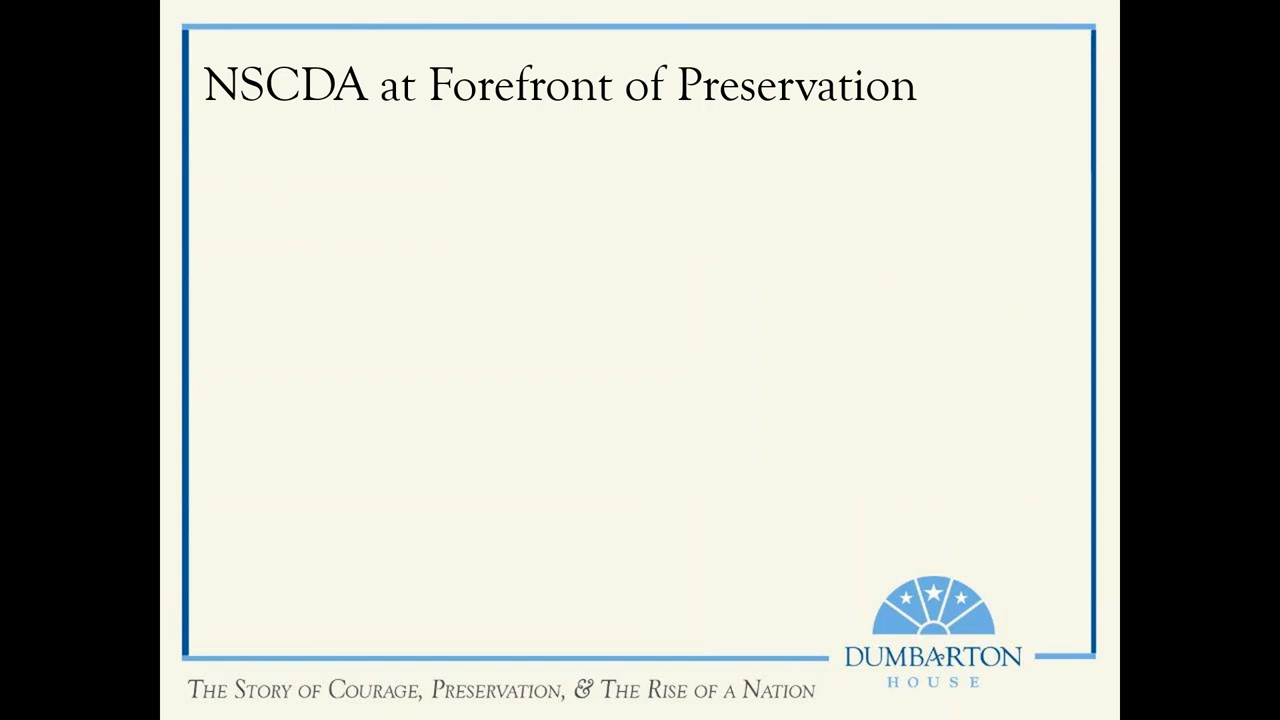 NSCDA at Forefront of Preservation
DUMBARTON
HOUSE
The Story of Courage, Preservation, & The Rise of a Nation